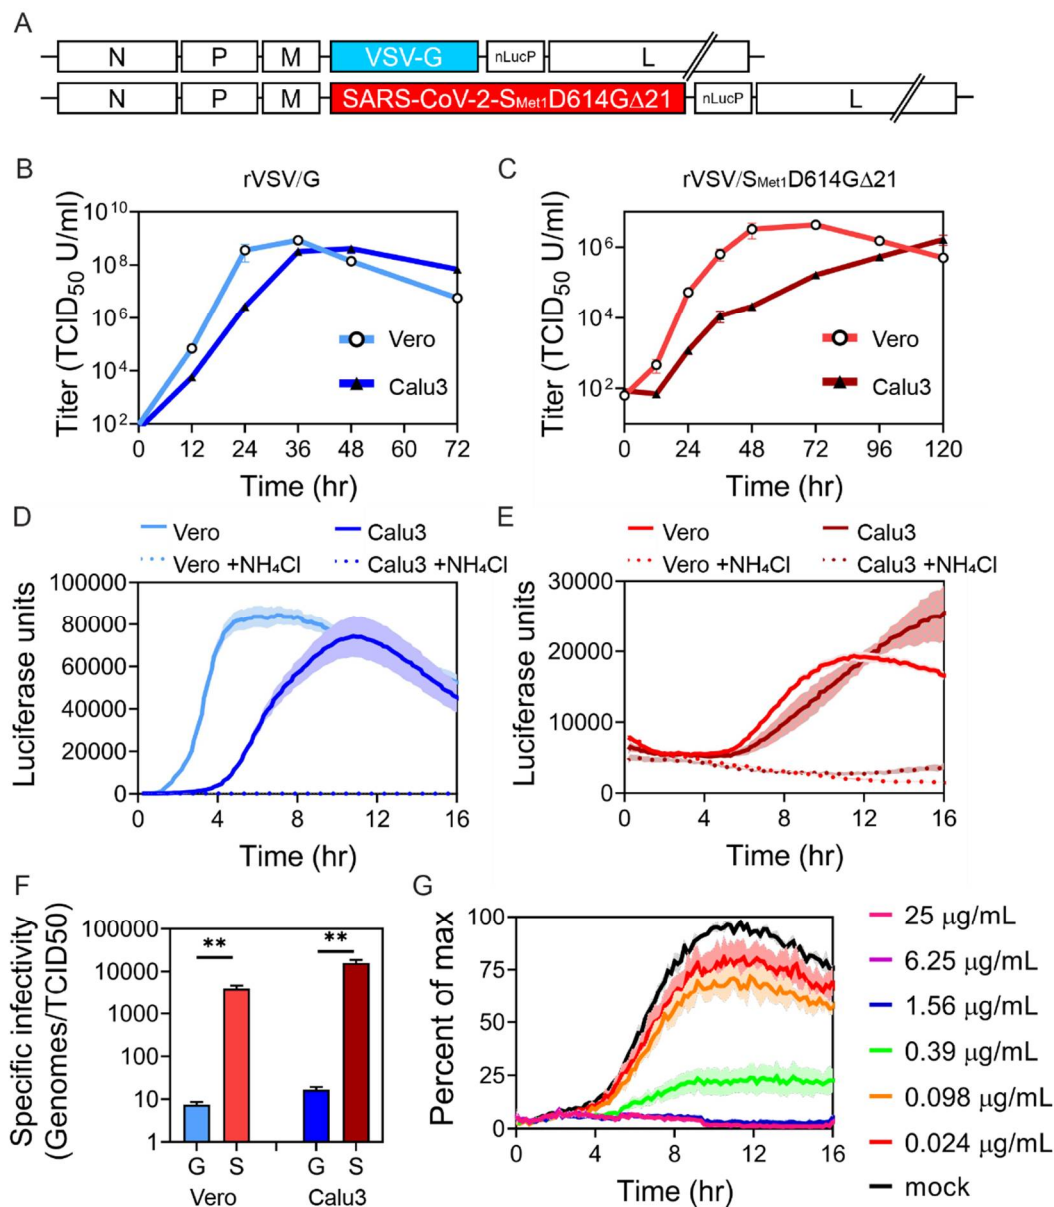 A
N P M VSV-G nLucP L
N P M SARS-CoV-2-SMet1D614GΔ21 nLucP L
B
rVSV/G
Titer (TCID50 U/ml)
10^10
10^8
10^6
10^4
10^2
Vero
Calu3
0 12 24 36 48 60 72
Time (hr)
C
rVSV/SMet1D614GΔ21
Titer (TCID50 U/ml)
10^6
10^4
10^2
Vero
Calu3
0 24 48 72 96 120
Time (hr)
D
Vero Calu3
Vero +NH₄Cl Calu3 +NH₄Cl
Luciferase units
100000
80000
60000
40000
20000
0
0 4 8 12 16
Time (hr)
E
Vero Calu3
Vero +NH₄Cl Calu3 +NH₄Cl
Luciferase units
30000
20000
10000
0
0 4 8 12 16
Time (hr)
F
Specific infectivity
(Genomes/TCID50)
100000
10000
1000
100
10
1
** **
G S G S
Vero Calu3
G
Percent of max
100
75
50
25
0
0 4 8 12 16
Time (hr)
25 μg/mL
6.25 μg/mL
1.56 μg/mL
0.39 μg/mL
0.098 μg/mL
0.024 μg/mL
mock